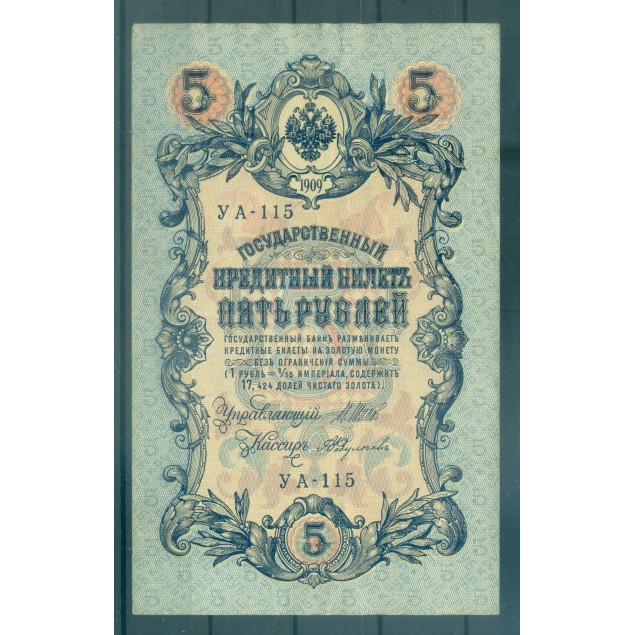 5 5
1909
УА-115
ГОСУДАРСТВЕННЫЙ
КРЕДИТНЫЙ БИЛЕТЪ
ПЯТЬ РУБЛЕЙ
ГОСУДАРСТВЕННЫЙ БАНКЪ РАЗМѢНИВАЕТЪ
КРЕДИТНЫЕ БИЛЕТЫ НА ЗОЛОТУЮ МОНЕТУ
БЕЗЪ ОГРАНИЧЕНІЯ СУММЫ
(1 РУБЛЬ = 1/15 ИМПЕРІАЛА, СОДЕРЖИТЪ
17,424 ДОЛЕЙ ЧИСТАГО ЗОЛОТА).
Управляющій
Кассиръ
УА-115
5